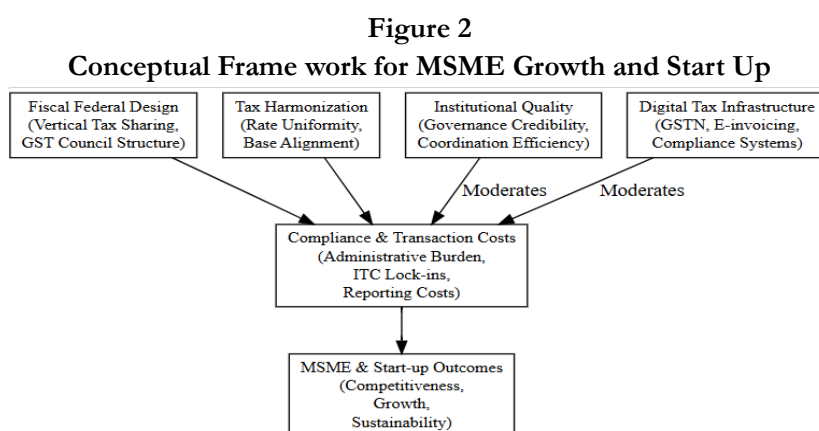 Figure 2
Conceptual Frame work for MSME Growth and Start Up
Fiscal Federal Design
(Vertical Tax Sharing,
GST Council Structure)
Tax Harmonization
(Rate Uniformity,
Base Alignment)
Institutional Quality
(Governance Credibility,
Coordination Efficiency)
Digital Tax Infrastructure
(GSTN, E-invoicing,
Compliance Systems)
Moderates
Moderates
Compliance & Transaction Costs
(Administrative Burden,
ITC Lock-ins,
Reporting Costs)
MSME & Start-up Outcomes
(Competitiveness,
Growth,
Sustainability)